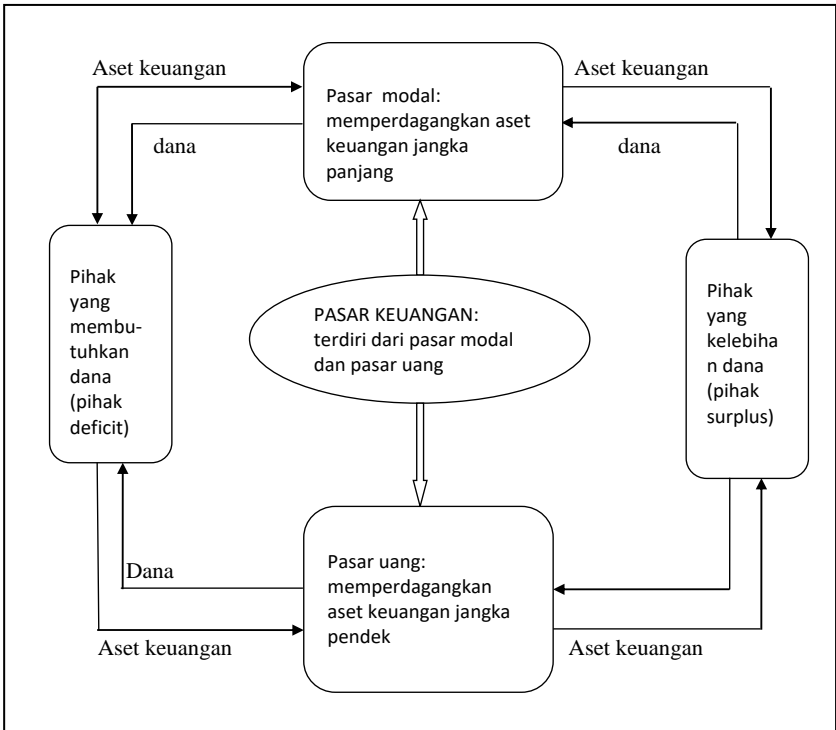 Aset keuangan
Aset keuangan
Pasar modal:
memperdagangkan aset
keuangan jangka
panjang
dana
dana
Pihak
yang
membu-
tuhkan
dana
(pihak
deficit)
PASAR KEUANGAN:
terdiri dari pasar modal
dan pasar uang
Pihak
yang
kelebiha
n dana
(pihak
surplus)
Dana
Pasar uang:
memperdagangkan
aset keuangan jangka
pendek
Aset keuangan
Aset keuangan